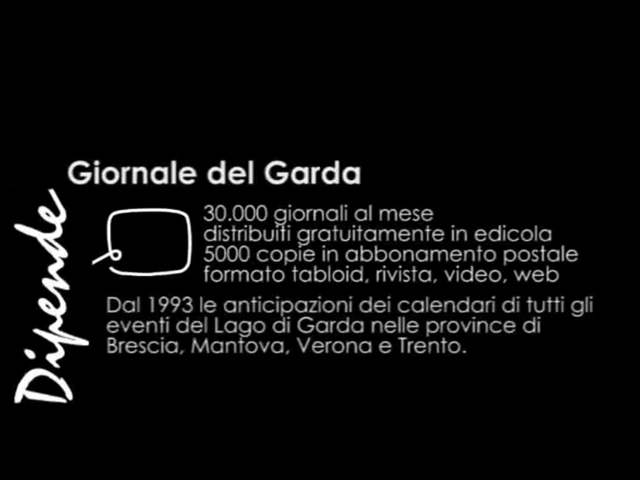 Giornale del Garda
Dipende
30.000 giornali al mese
distribuiti gratuitamente in edicola
5000 copie in abbonamento postale
formato tabloid, rivista, video, web
Dal 1993 le anticipazioni dei calendari di tutti gli
eventi del Lago di Garda nelle province di
Brescia, Mantova, Verona e Trento.